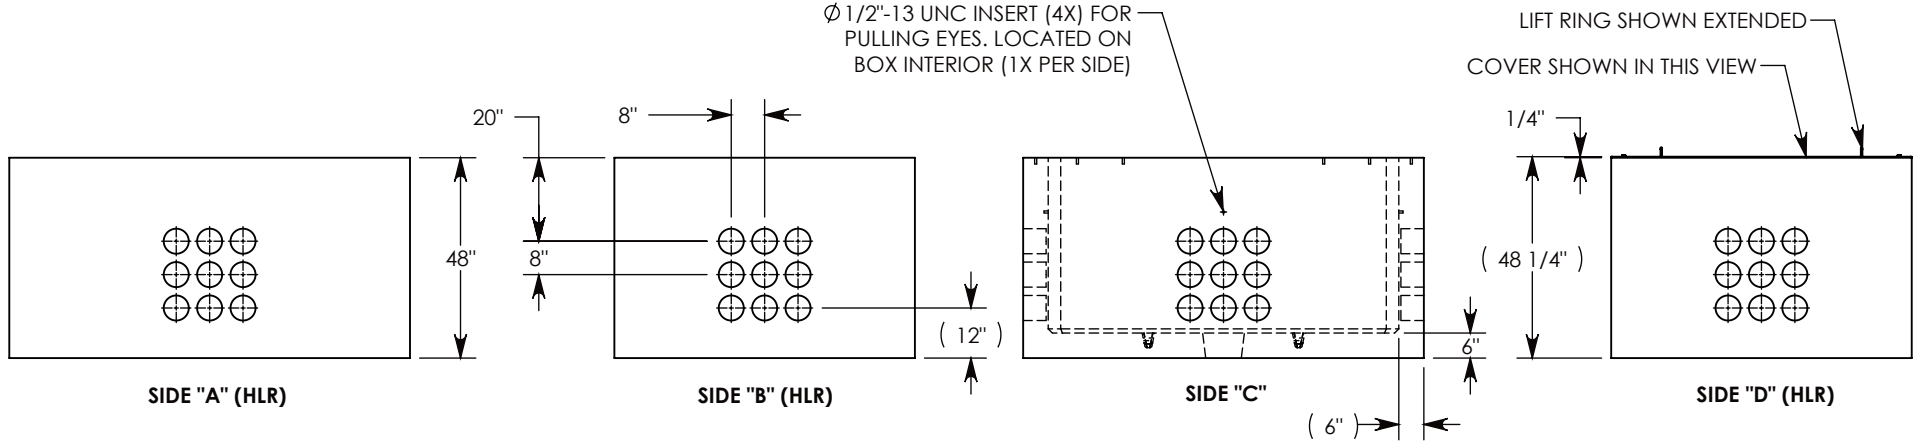 Ø 1/2"-13 UNC INSERT (4X) FOR
PULLING EYES. LOCATED ON
BOX INTERIOR (1X PER SIDE)
LIFT RING SHOWN EXTENDED
COVER SHOWN IN THIS VIEW
20"
8"
1/4"
48"
8"
( 12" )
6"
( 48 1/4" )
SIDE "A" (HLR)
SIDE "B" (HLR)
SIDE "C"
SIDE "D" (HLR)
( 6" )